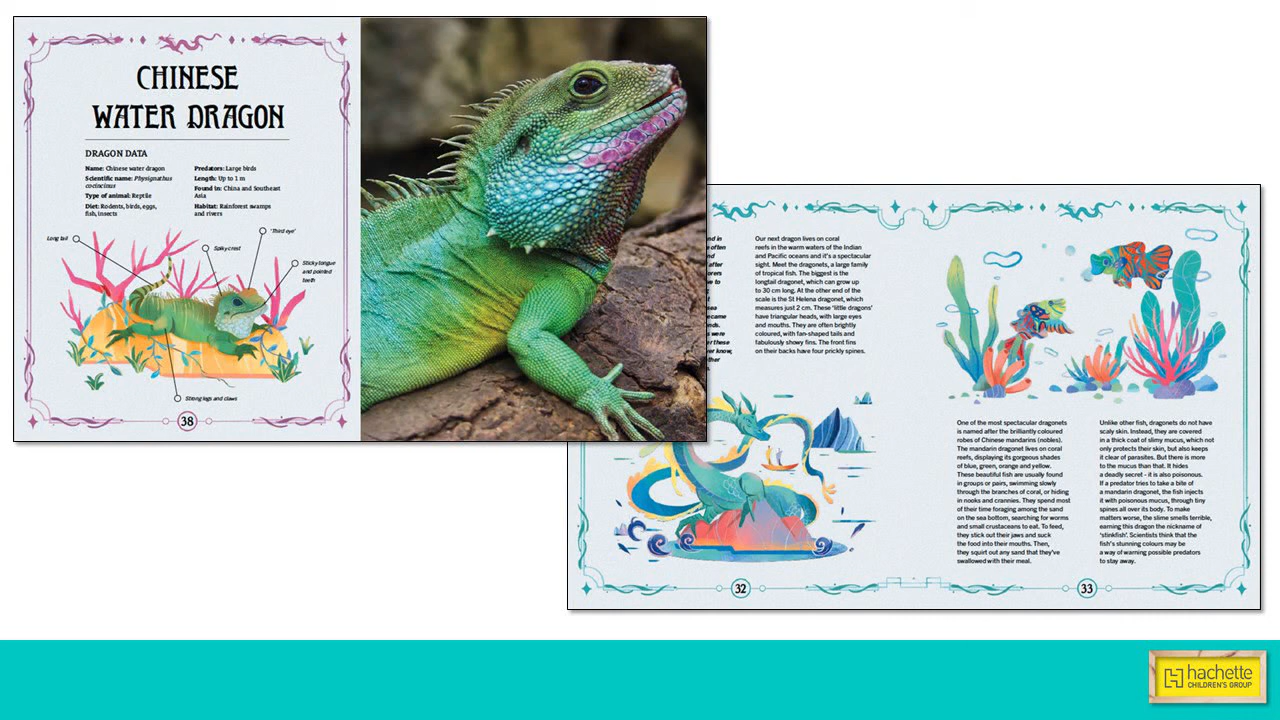 CHINESE
WATER DRAGON
DRAGON DATA
Name: Chinese water dragon
Scientific name: Physignathus
cocincinus
Type of animal: Reptile
Diet: Rodents, birds, eggs,
fish, insects
Predators: Large birds
Length: Up to 1 m
Found in: China and Southeast
Asia
Habitat: Rainforest swamps
and rivers
Long tail
Spiky crest
'Third eye'
Sticky tongue
and pointed
teeth
Strong legs and claws
38
Our next dragon lives on coral
reefs in the warm waters of the Indian
and Pacific oceans and it's a spectacular
sight. Meet the dragonets, a large family
of tropical fish. The biggest is the
longtail dragonet, which can grow up
to 30 cm long. At the other end of the
scale is the St Helena dragonet, which
measures just 2 cm. These 'little dragons'
have triangular heads, with large eyes
and mouths. They are often brightly
coloured, with fan-shaped tails and
fabulously showy fins. The front fins
on their backs have four prickly spines.
32
One of the most spectacular dragonets
is named after the brilliantly coloured
robes of Chinese mandarins (nobles).
The mandarin dragonet lives on coral
reefs, displaying its gorgeous shades
of blue, green, orange and yellow.
These beautiful fish are usually found
in groups or pairs, swimming slowly
through the branches of coral, or hiding
in nooks and crannies. They spend most
of their time foraging among the sand
on the sea bottom, searching for worms
and small crustaceans to eat. To feed,
they stick out their jaws and suck
the food into their mouths. Then,
they squirt out any sand that they've
swallowed with their meal.
Unlike other fish, dragonets do not have
scaly skin. Instead, they are covered
in a thick coat of slimy mucus, which not
only protects their skin, but also keeps
it clear of parasites. But there is more
to the mucus than that. It hides
a deadly secret - it is also poisonous.
If a predator tries to take a bite of
a mandarin dragonet, the fish injects
it with poisonous mucus, through tiny
spines all over its body. To make
matters worse, the slime smells terrible,
earning this dragon the nickname of
'stinkfish'. Scientists think that the
fish's stunning colours may be
a way of warning possible predators
to stay away.
33
hachette
CHILDREN'S GROUP